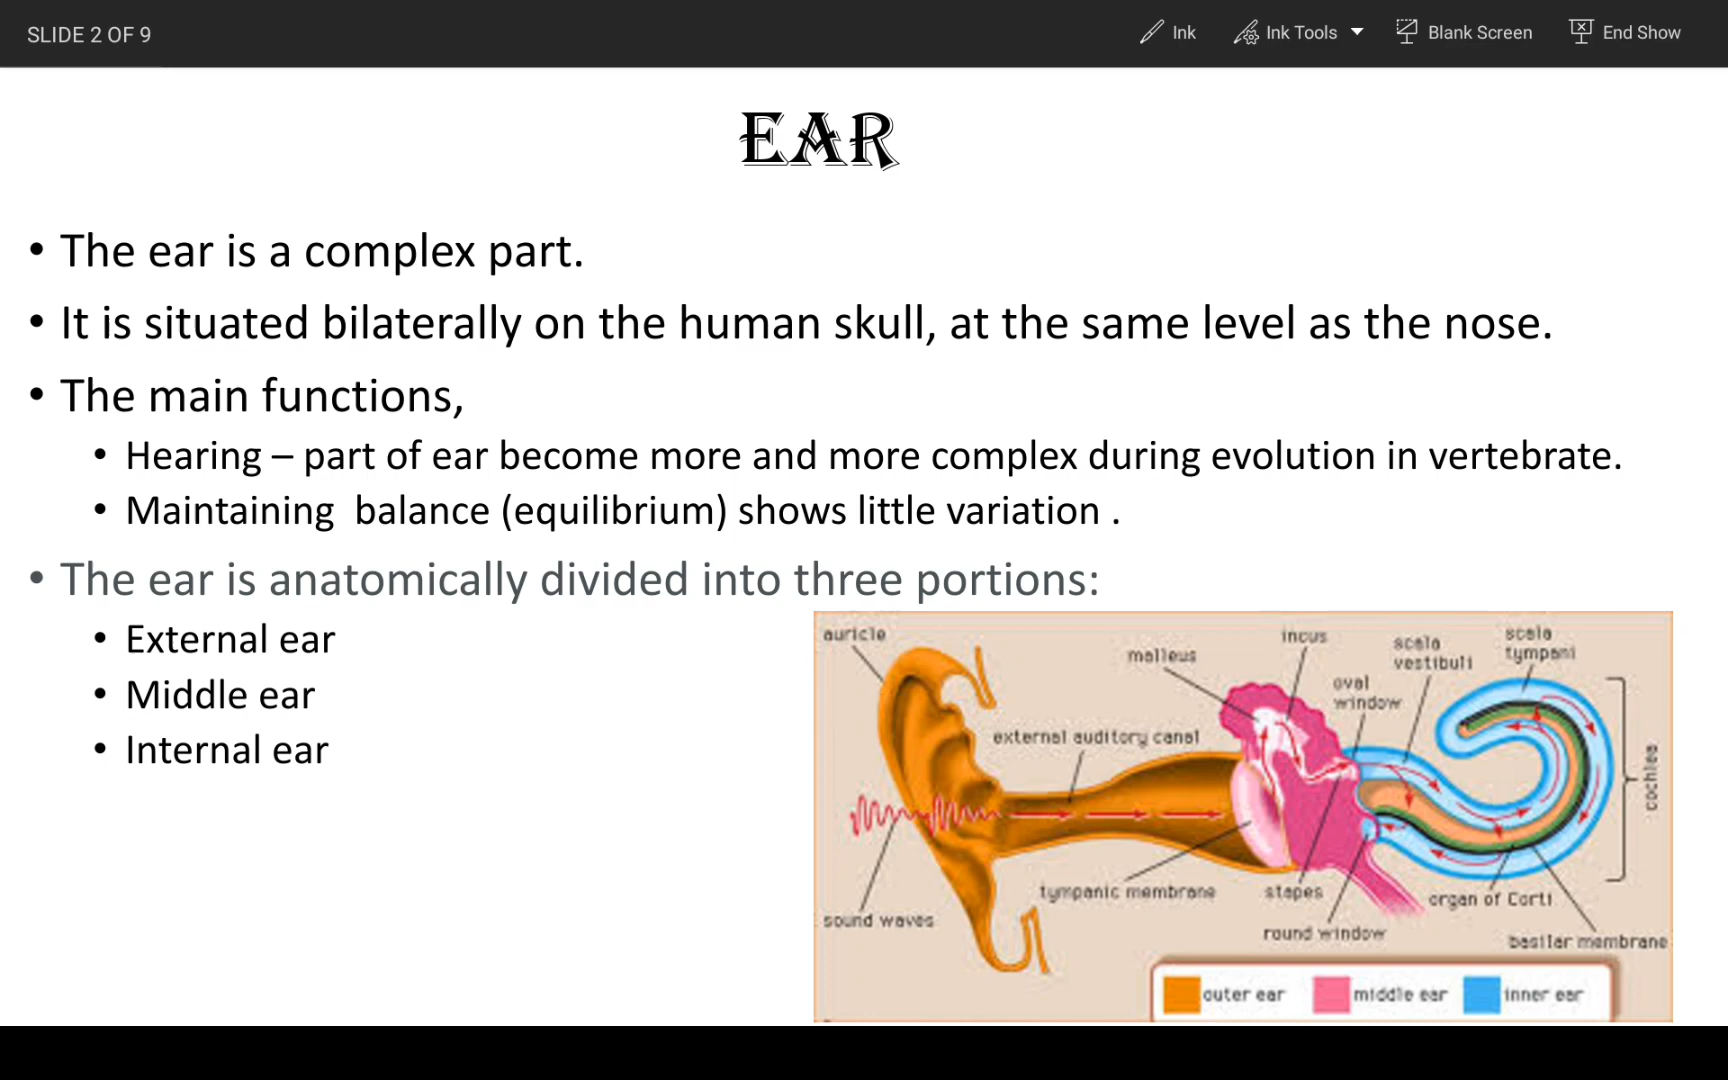 SLIDE 2 OF 9
Ink
Ink Tools
Blank Screen
End Show
EAR
• The ear is a complex part.
• It is situated bilaterally on the human skull, at the same level as the nose.
• The main functions,
• Hearing – part of ear become more and more complex during evolution in vertebrate.
• Maintaining balance (equilibrium) shows little variation .
• The ear is anatomically divided into three portions:
• External ear
• Middle ear
• Internal ear
auricle
malleus
incus
scala
vestibuli
scala
tympani
oval
window
external auditory canal
cochlea
tympanic membrane
stapes
organ of Corti
sound waves
round window
basilar membrane
outer ear
middle ear
inner ear